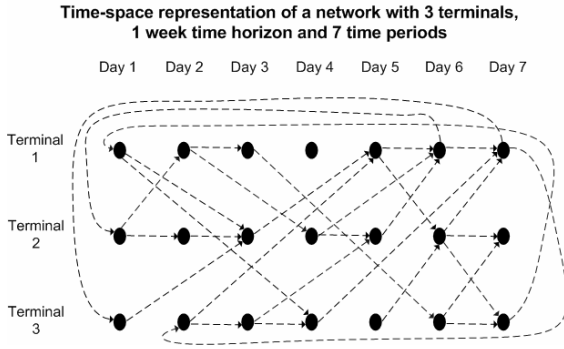 Time-space representation of a network with 3 terminals,
1 week time horizon and 7 time periods
Day 1 Day 2 Day 3 Day 4 Day 5 Day 6 Day 7
Terminal
1
Terminal
2
Terminal
3